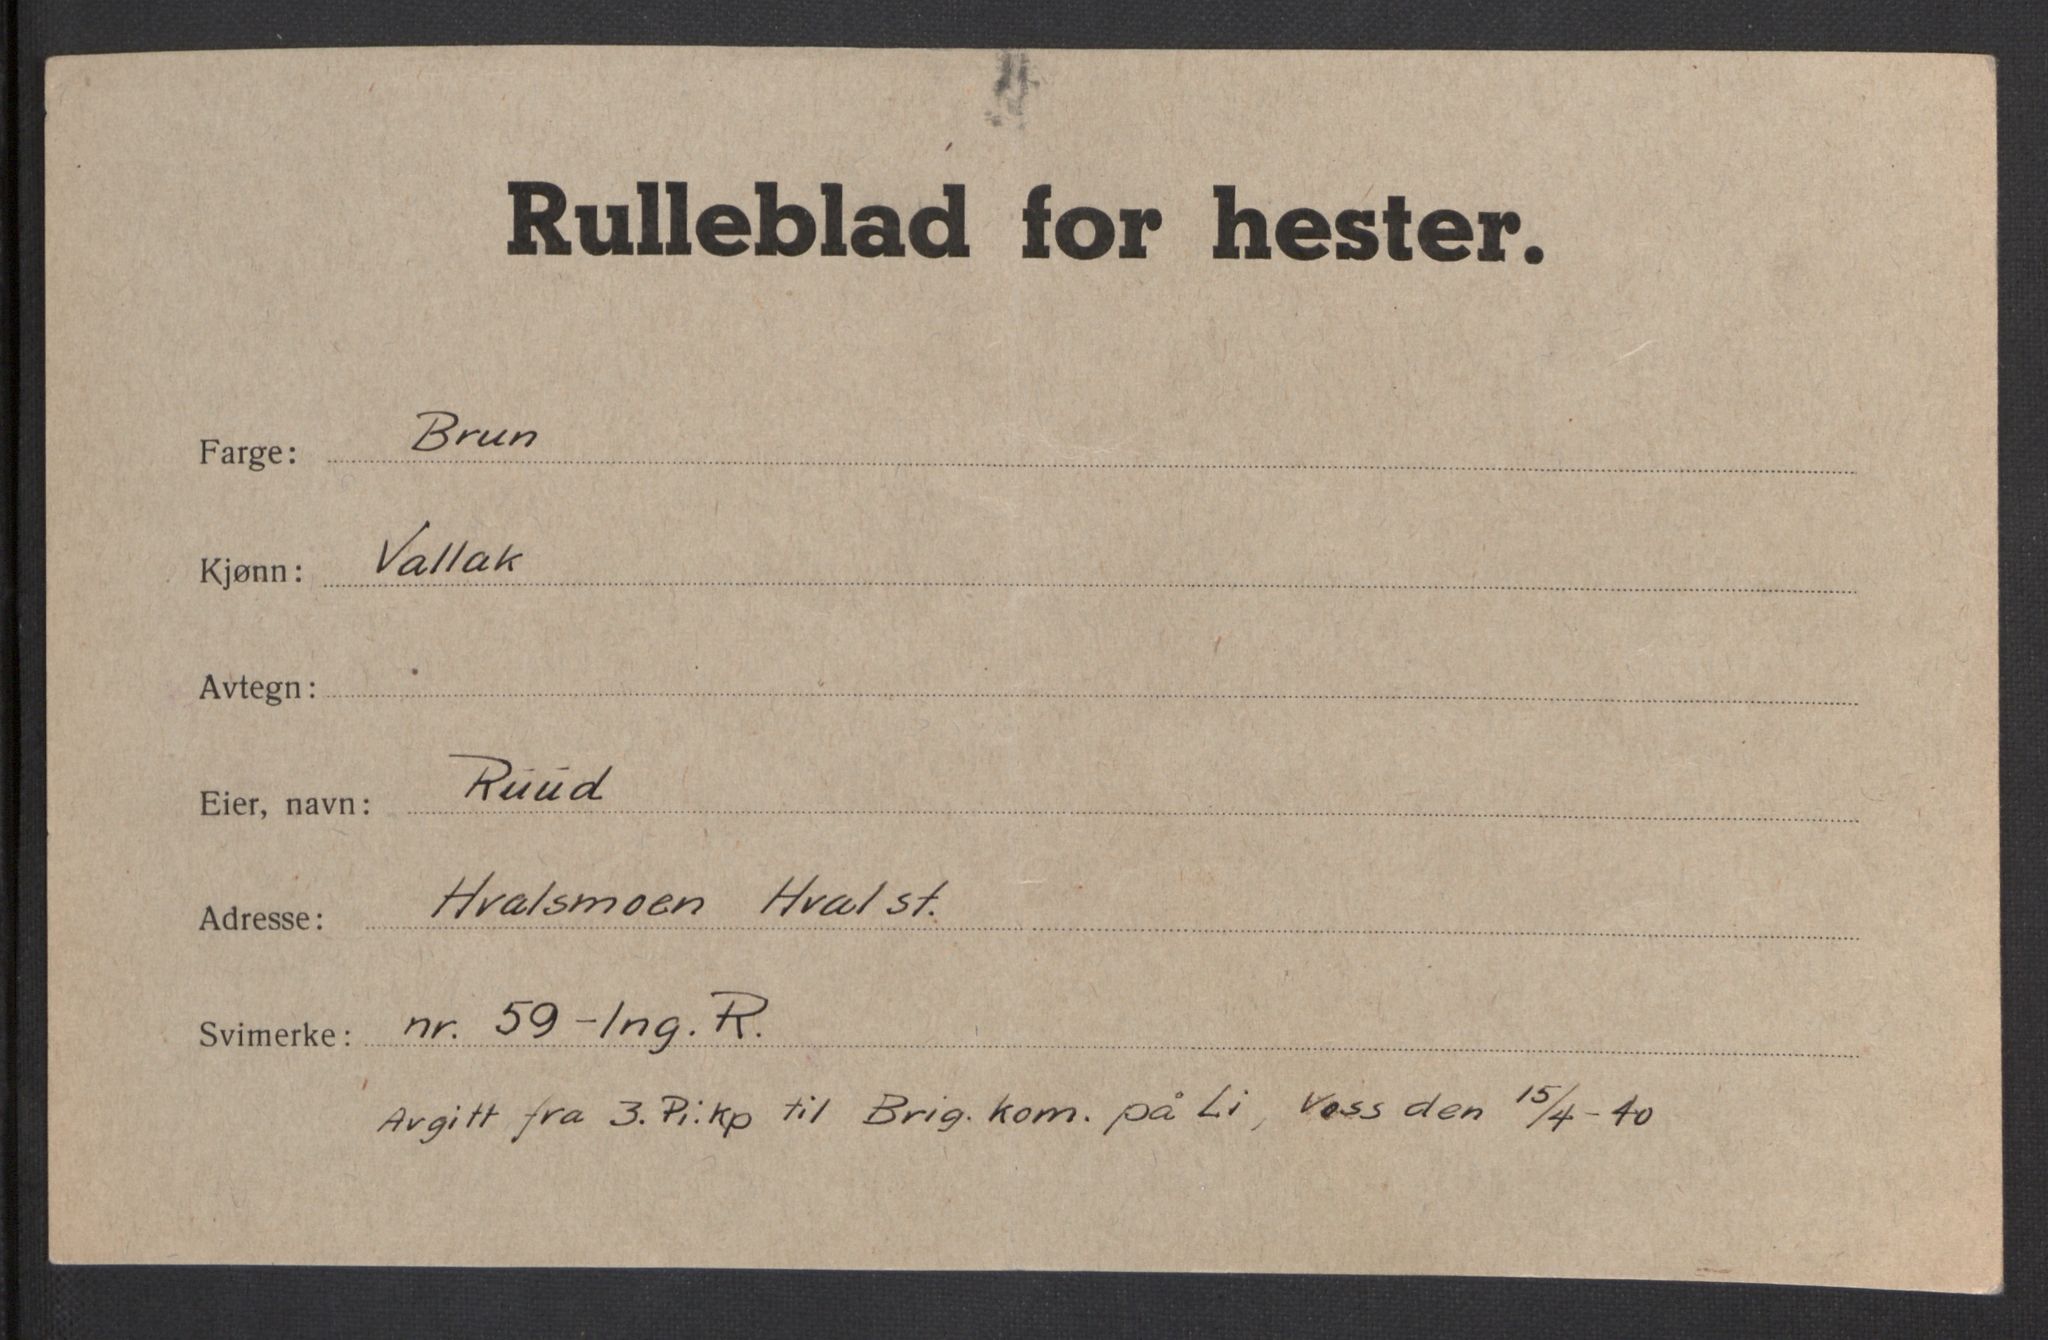 Rulleblad for hester.
Farge: Brun
Kjønn: Vallak
Avtegn:
Eier, navn: Ruud
Adresse: Hvalsmoen Hval st.
Svimerke: nr. 59 - Ing. R.
Avgitt fra 3. Pi.kp til Brig. kom. på Li, Voss den 15/4-40